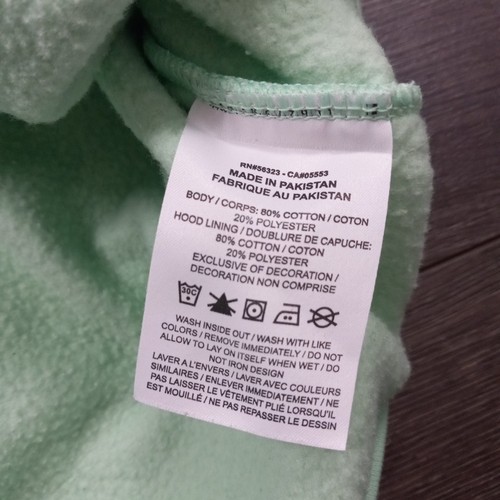 RN#56323 - CA#05553
MADE IN PAKISTAN
FABRIQUE AU PAKISTAN
BODY / CORPS: 80% COTTON / COTON
20% POLYESTER
HOOD LINING / DOUBLURE DE CAPUCHE:
80% COTTON / COTON
20% POLYESTER
EXCLUSIVE OF DECORATION /
DECORATION NON COMPRISE
30C
WASH INSIDE OUT / WASH WITH LIKE
COLORS / REMOVE IMMEDIATELY / DO NOT
ALLOW TO LAY ON ITSELF WHEN WET / DO
NOT IRON DESIGN
LAVER A L'ENVERS / LAVER AVEC COULEURS
SIMILAIRES / ENLEVER IMMÉDIATEMENT / NE
PAS LAISSER LE VÊTEMENT PLIÉ LORSQU'IL
EST MOUILLÉ / NE PAS REPASSER LE DESSIN